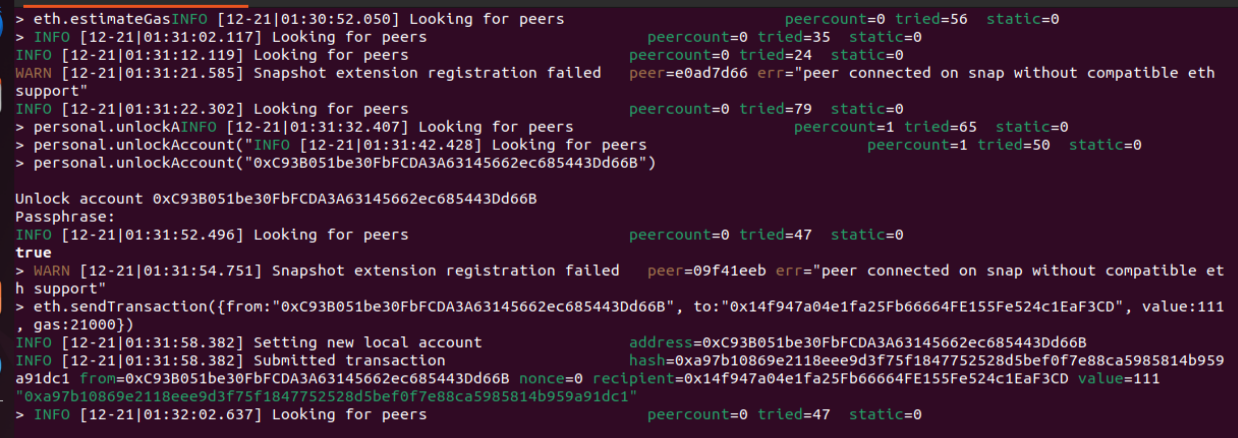 > eth.estimateGasINFO [12-21|01:30:52.050] Looking for peers peercount=0 tried=56 static=0
> INFO [12-21|01:31:02.117] Looking for peers peercount=0 tried=35 static=0
INFO [12-21|01:31:12.119] Looking for peers peercount=0 tried=24 static=0
WARN [12-21|01:31:21.585] Snapshot extension registration failed peer=e0ad7d66 err="peer connected on snap without compatible eth
support"
INFO [12-21|01:31:22.302] Looking for peers peercount=0 tried=79 static=0
> personal.unlockAINFO [12-21|01:31:32.407] Looking for peers peercount=1 tried=65 static=0
> personal.unlockAccount("INFO [12-21|01:31:42.428] Looking for peers peercount=1 tried=50 static=0
> personal.unlockAccount("0xC93B051be30FbFCDA3A63145662ec685443Dd66B")
Unlock account 0xC93B051be30FbFCDA3A63145662ec685443Dd66B
Passphrase:
INFO [12-21|01:31:52.496] Looking for peers peercount=0 tried=47 static=0
true
> WARN [12-21|01:31:54.751] Snapshot extension registration failed peer=09f41eeb err="peer connected on snap without compatible et
h support"
> eth.sendTransaction({from:"0xC93B051be30FbFCDA3A63145662ec685443Dd66B", to:"0x14f947a04e1fa25Fb66664FE155Fe524c1EaF3CD", value:111
, gas:21000})
INFO [12-21|01:31:58.382] Setting new local account address=0xC93B051be30FbFCDA3A63145662ec685443Dd66B
INFO [12-21|01:31:58.382] Submitted transaction hash=0xa97b10869e2118eee9d3f75f1847752528d5bef0f7e88ca5985814b959
a91dc1 from=0xC93B051be30FbFCDA3A63145662ec685443Dd66B nonce=0 recipient=0x14f947a04e1fa25Fb66664FE155Fe524c1EaF3CD value=111
"0xa97b10869e2118eee9d3f75f1847752528d5bef0f7e88ca5985814b959a91dc1"
> INFO [12-21|01:32:02.637] Looking for peers peercount=0 tried=47 static=0